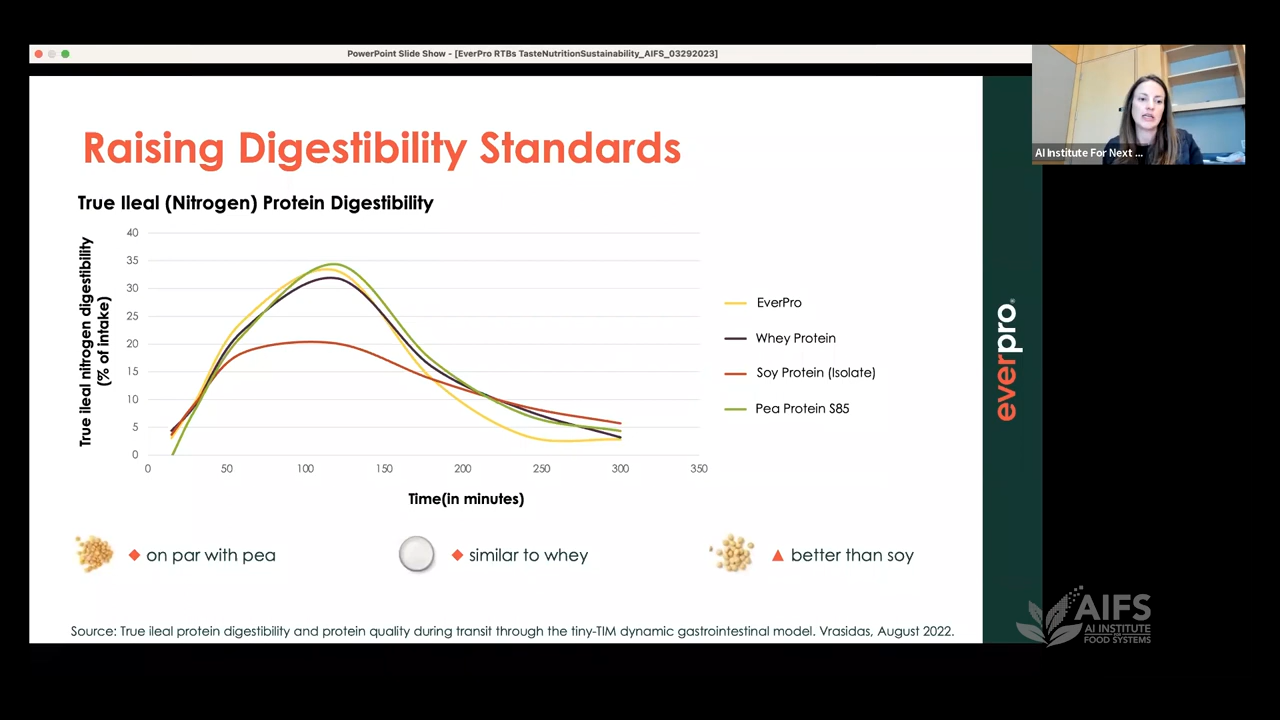 PowerPoint Slide Show - [EverPro RTBs TasteNutritionSustainability_AIFS_03292023]
AI Institute For Next ...
Raising Digestibility Standards
True Ileal (Nitrogen) Protein Digestibility
True ileal nitrogen digestibility
(% of intake)
40
35
30
25
20
15
10
5
0
0 50 100 150 200 250 300 350
Time(in minutes)
EverPro
Whey Protein
Soy Protein (Isolate)
Pea Protein S85
everpro®
on par with pea
similar to whey
better than soy
Source: True ileal protein digestibility and protein quality during transit through the tiny-TIM dynamic gastrointestinal model. Vrasidas, August 2022.
AIFS
AI INSTITUTE
FOR
FOOD SYSTEMS